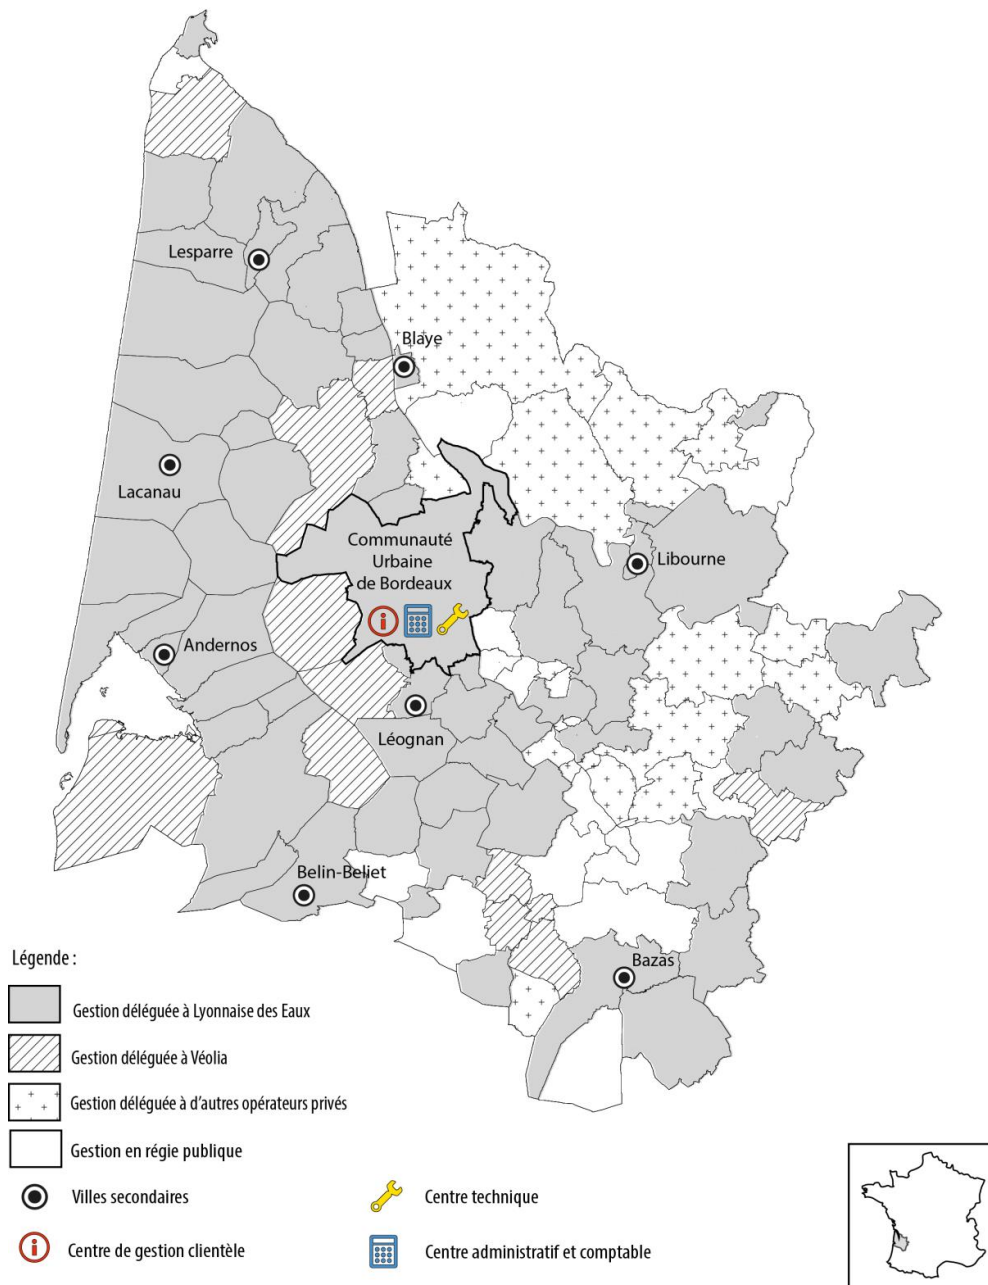 Lesparre
Blaye
Lacanau
Communauté
Urbaine
de Bordeaux
Libourne
Andernos
Léognan
Belin-Beliet
Bazas
Légende :
Gestion déléguée à Lyonnaise des Eaux
Gestion déléguée à Véolia
Gestion déléguée à d'autres opérateurs privés
Gestion en régie publique
Villes secondaires
Centre technique
Centre de gestion clientèle
Centre administratif et comptable